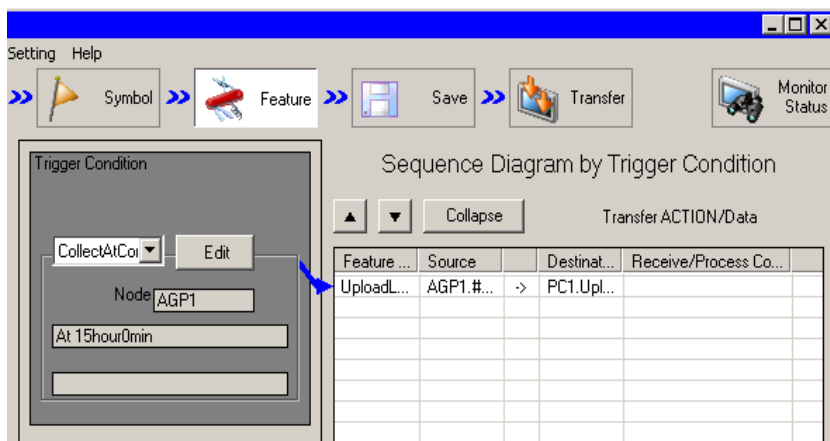 Setting Help
Symbol Feature Save Transfer Monitor Status
Trigger Condition
Sequence Diagram by Trigger Condition
Collapse Transfer ACTION/Data
CollectAtCo Edit
Node AGP1
At 15hour0min
Feature ... Source Destinat... Receive/Process Co...
UploadL... AGP1.#... -> PC1.Upl...